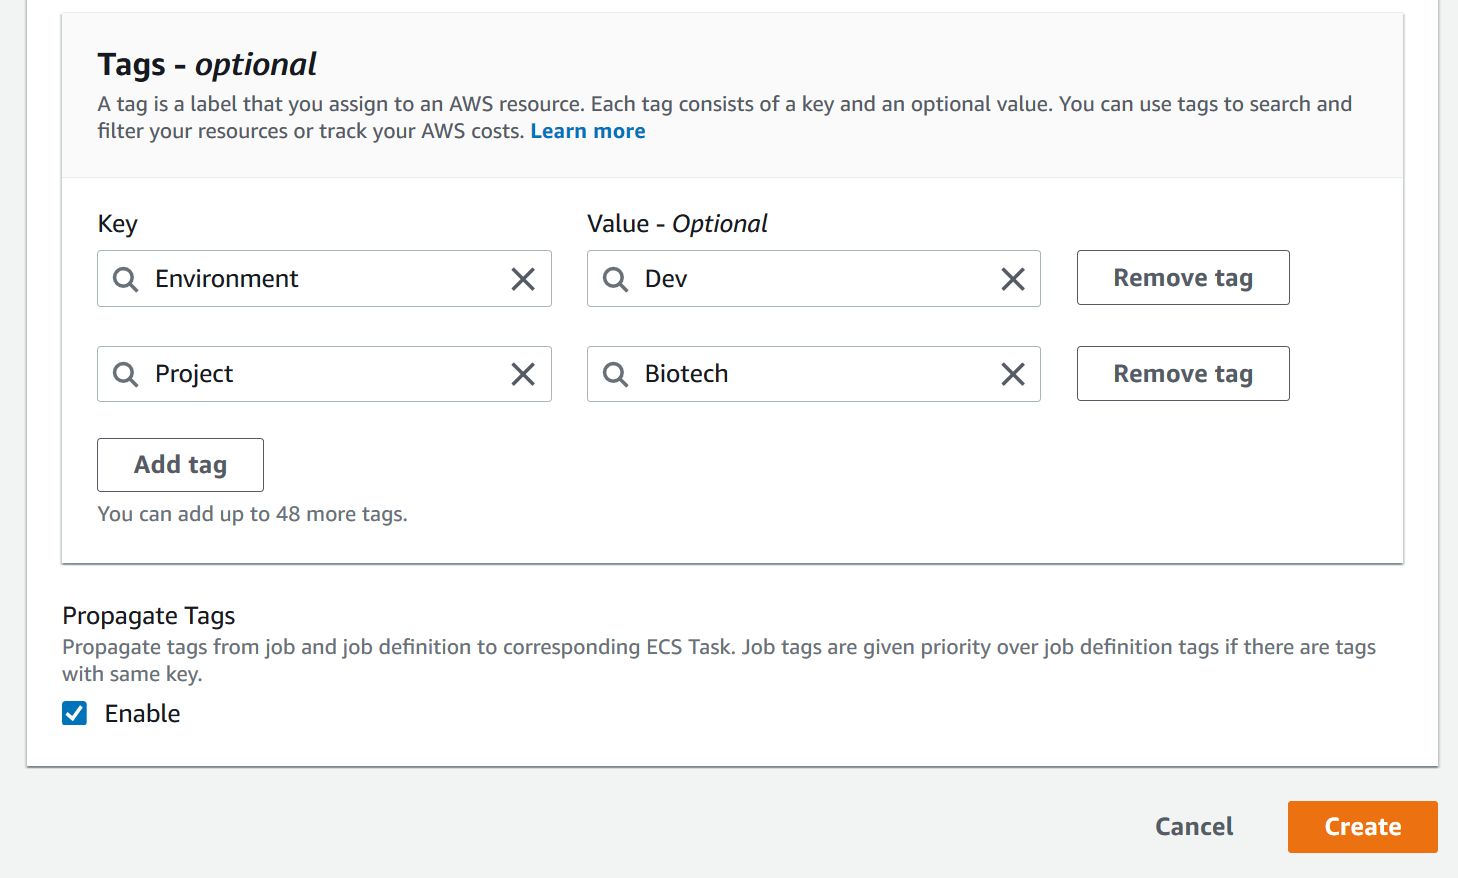 Tags - optional
A tag is a label that you assign to an AWS resource. Each tag consists of a key and an optional value. You can use tags to search and
filter your resources or track your AWS costs. Learn more
Key
Value - Optional
Environment
Dev
Remove tag
Project
Biotech
Remove tag
Add tag
You can add up to 48 more tags.
Propagate Tags
Propagate tags from job and job definition to corresponding ECS Task. Job tags are given priority over job definition tags if there are tags
with same key.
Enable
Cancel
Create